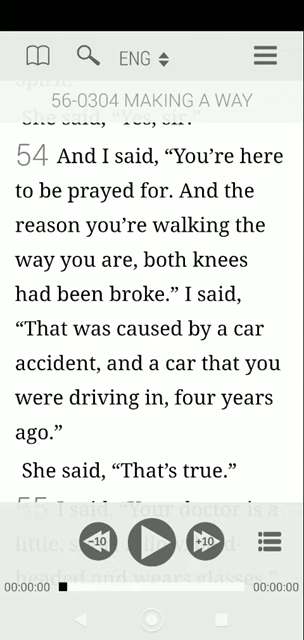 ENG
spirit.
56-0304 MAKING A WAY
She said, “Yes, sir.”
54 And I said, “You’re here
to be prayed for. And the
reason you’re walking the
way you are, both knees
had been broke.” I said,
“That was caused by a car
accident, and a car that you
were driving in, four years
ago.”
She said, “That’s true.”
55 I said, “Your doctor is a
little, s
-10
+10
headed and wears glasses.”
00:00:00
00:00:00